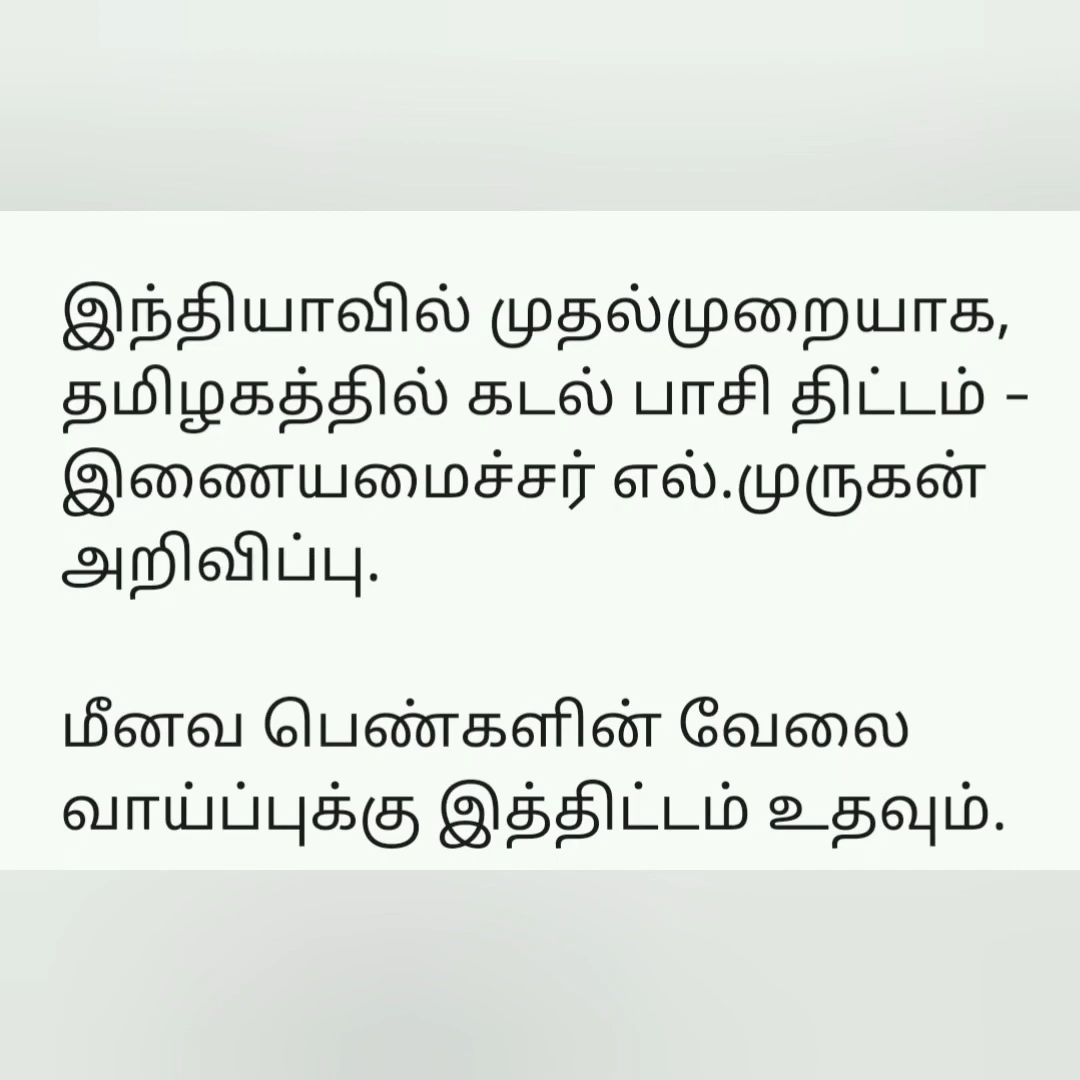 இந்தியாவில் முதல்முறையாக,
தமிழகத்தில் கடல் பாசி திட்டம் -
இணையமைச்சர் எல்.முருகன்
அறிவிப்பு.
மீனவ பெண்களின் வேலை
வாய்ப்புக்கு இத்திட்டம் உதவும்.